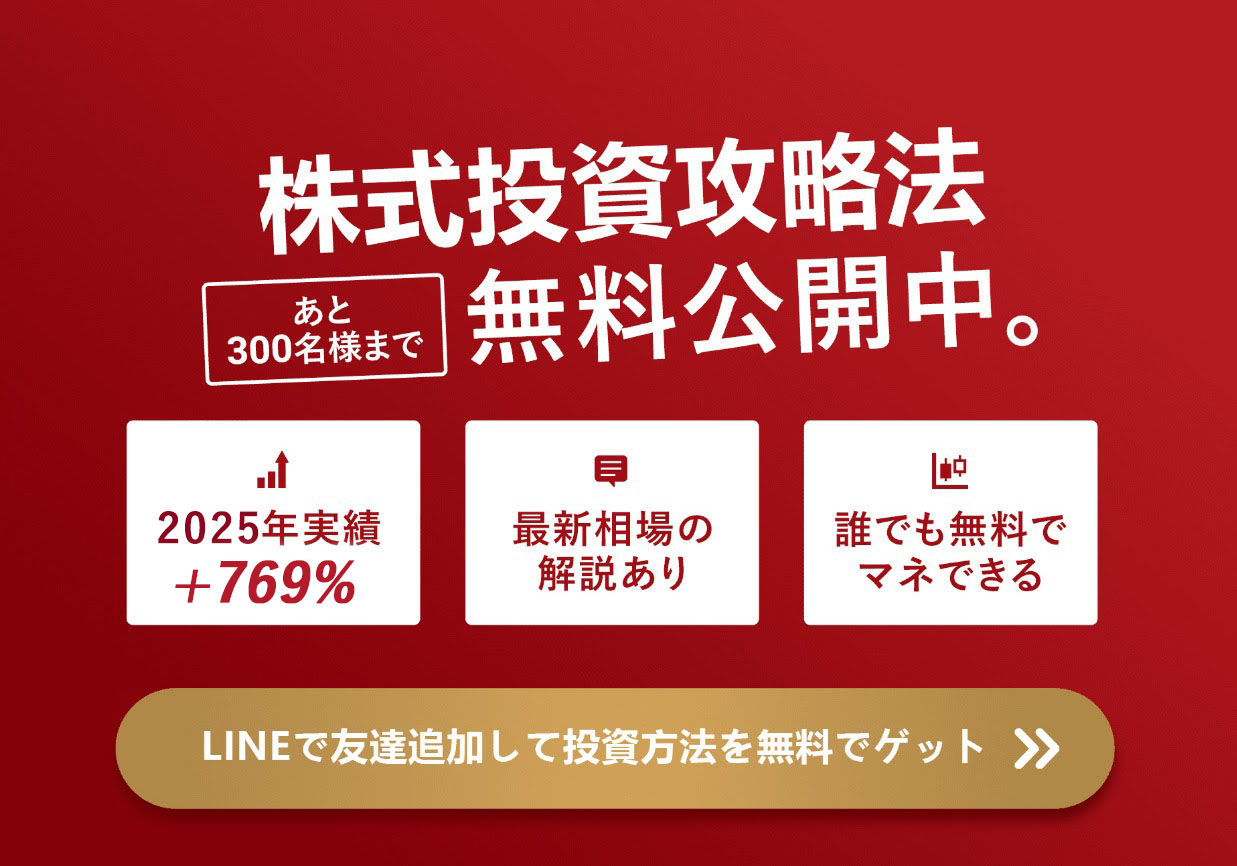 株式投資攻略法
あと
300名様まで
無料公開中。
2025年実績
+769%
最新相場の
解説あり
誰でも無料で
マネできる
LINEで友達追加して投資方法を無料でゲット